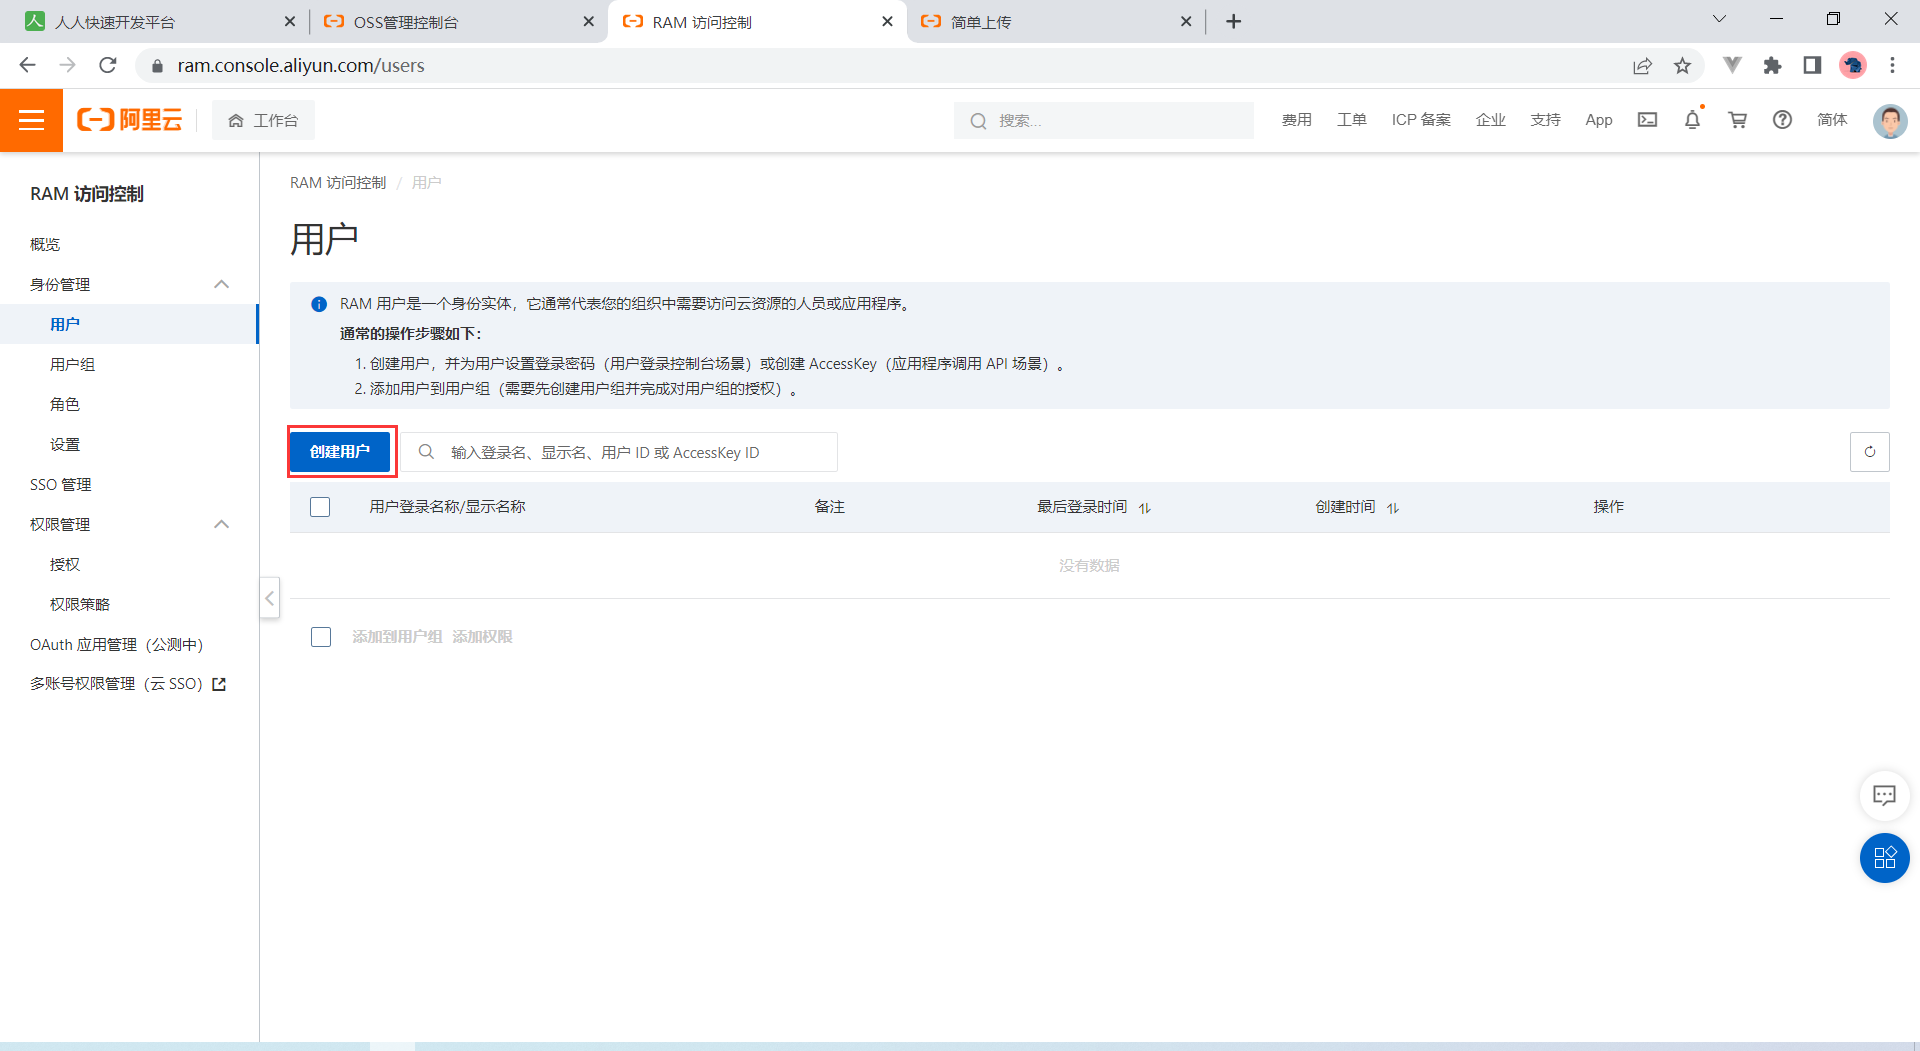 人人快速开发平台
OSS管理控制台
RAM 访问控制
简单上传
ram.console.aliyun.com/users
阿里云
工作台
搜索...
费用
工单
ICP 备案
企业
支持
App
简体
RAM 访问控制
概览
身份管理
用户
用户组
角色
设置
SSO 管理
权限管理
授权
权限策略
OAuth 应用管理（公测中）
多账号权限管理（云 SSO）
RAM 访问控制 / 用户
用户
RAM 用户是一个身份实体，它通常代表您的组织中需要访问云资源的人员或应用程序。
通常的操作步骤如下：
1. 创建用户，并为用户设置登录密码（用户登录控制台场景）或创建 AccessKey（应用程序调用 API 场景）。
2. 添加用户到用户组（需要先创建用户组并完成对用户组的授权）。
创建用户
输入登录名、显示名、用户 ID 或 AccessKey ID
用户登录名称/显示名称
备注
最后登录时间
创建时间
操作
没有数据
添加到用户组 添加权限